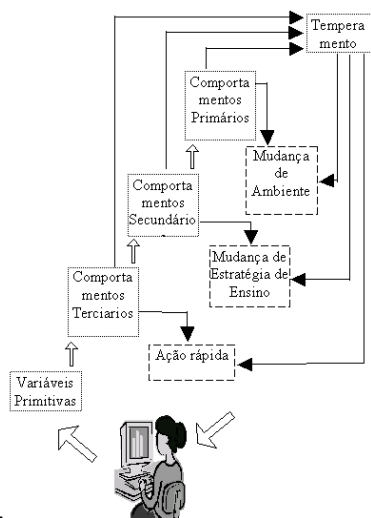 Tempera
mento
Comporta
mentos
Primários
Mudança
de
Ambiente
Comporta
mentos
Secundário
Mudança de
Estratégia de
Ensino
Comporta
mentos
Terciarios
Ação rápida
Variáveis
Primitivas